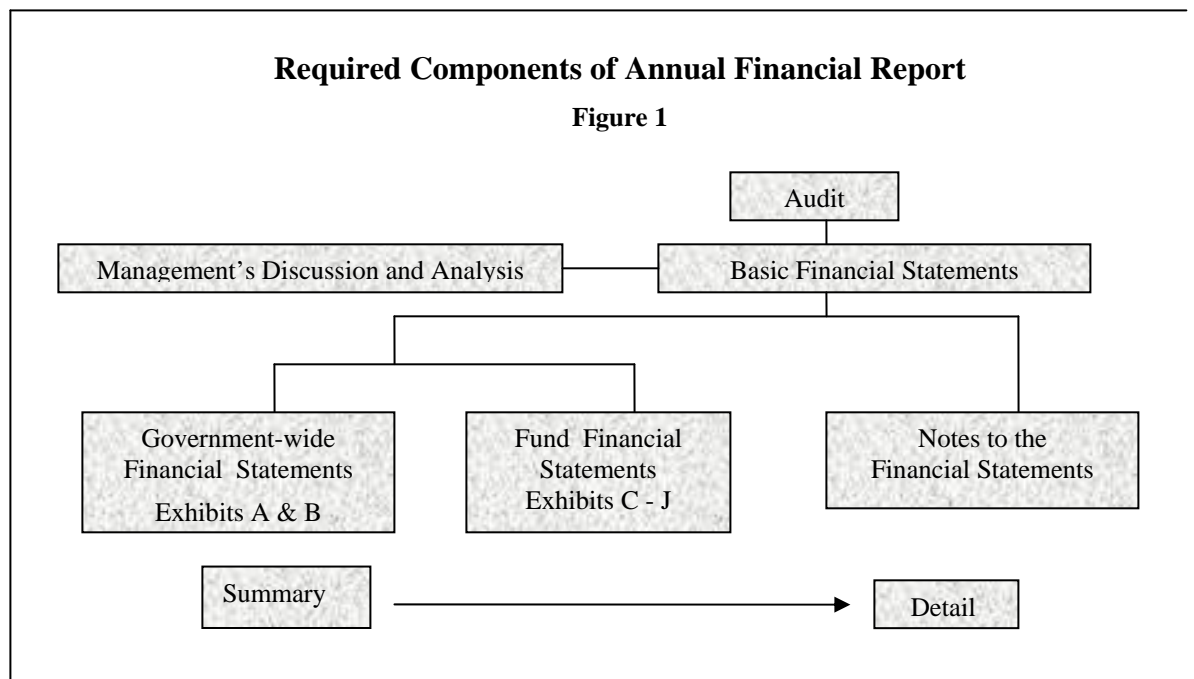 Required Components of Annual Financial Report
Figure 1
Audit
Management’s Discussion and Analysis
Basic Financial Statements
Government-wide
Financial Statements
Exhibits A & B
Fund Financial
Statements
Exhibits C - J
Notes to the
Financial Statements
Summary
Detail